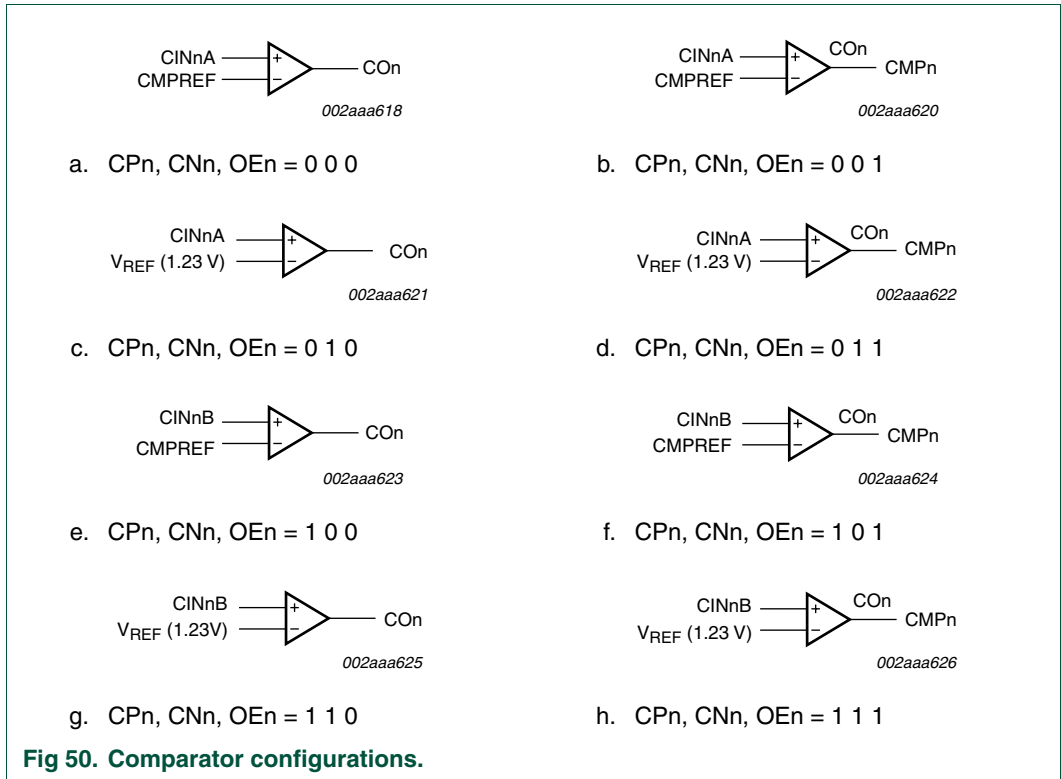 CINnA + COn
CMPREF −
002aaa618
a. CPn, CNn, OEn = 0 0 0
CINnA + COn CMPn
CMPREF −
002aaa620
b. CPn, CNn, OEn = 0 0 1
CINnA + COn
VREF (1.23 V) −
002aaa621
c. CPn, CNn, OEn = 0 1 0
CINnA + COn CMPn
VREF (1.23 V) −
002aaa622
d. CPn, CNn, OEn = 0 1 1
CINnB + COn
CMPREF −
002aaa623
e. CPn, CNn, OEn = 1 0 0
CINnB + COn CMPn
CMPREF −
002aaa624
f. CPn, CNn, OEn = 1 0 1
CINnB + COn
VREF (1.23V) −
002aaa625
g. CPn, CNn, OEn = 1 1 0
CINnB + COn CMPn
VREF (1.23 V) −
002aaa626
h. CPn, CNn, OEn = 1 1 1
Fig 50. Comparator configurations.